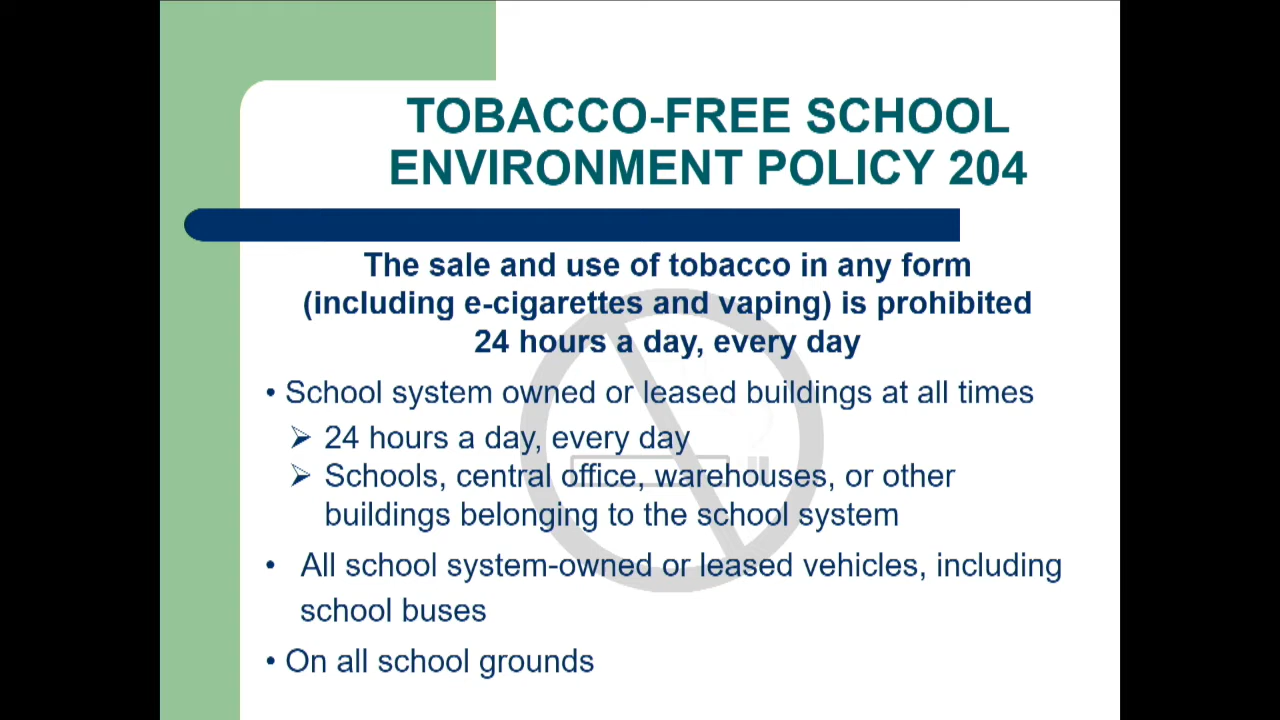 TOBACCO-FREE SCHOOL
ENVIRONMENT POLICY 204
The sale and use of tobacco in any form
(including e-cigarettes and vaping) is prohibited
24 hours a day, every day
• School system owned or leased buildings at all times
➢ 24 hours a day, every day
➢ Schools, central office, warehouses, or other
buildings belonging to the school system
• All school system-owned or leased vehicles, including
school buses
• On all school grounds